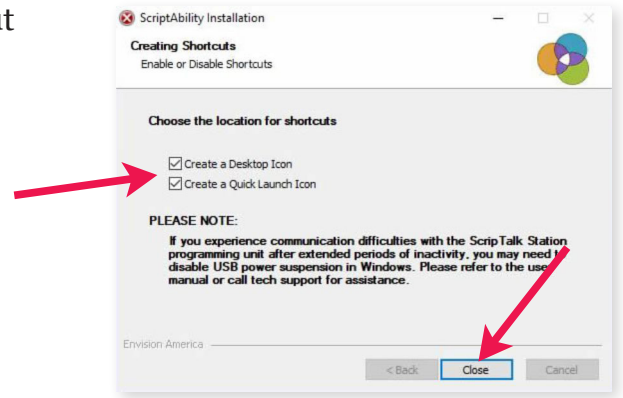 ut
ScriptAbility Installation
Creating Shortcuts
Enable or Disable Shortcuts
Choose the location for shortcuts
Create a Desktop Icon
Create a Quick Launch Icon
PLEASE NOTE:
If you experience communication difficulties with the ScripTalk Station
programming unit after extended periods of inactivity, you may need
disable USB power suspension in Windows. Please refer to the
manual or call tech support for assistance.
Envision America
< Back Close Cancel